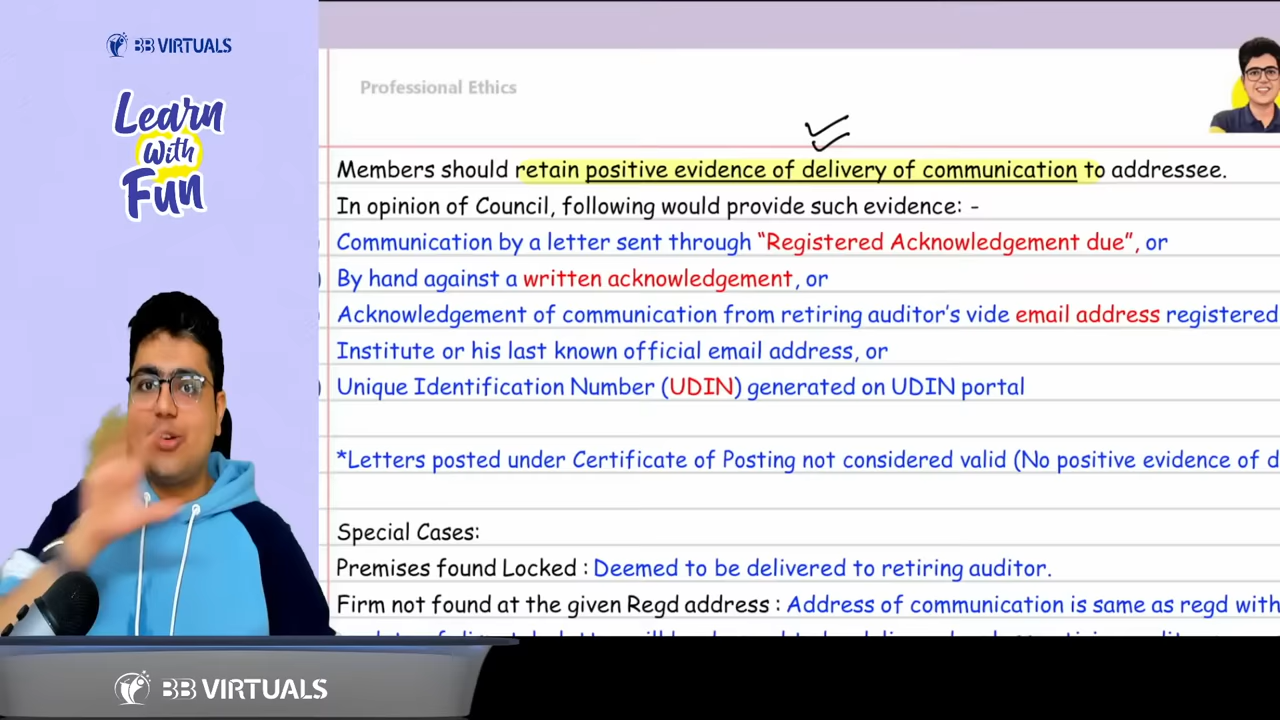 BB VIRTUALS
Learn
With
Fun
Professional Ethics
Members should retain positive evidence of delivery of communication to addressee.
In opinion of Council, following would provide such evidence: -
Communication by a letter sent through “Registered Acknowledgement due”, or
) By hand against a written acknowledgement, or
Acknowledgement of communication from retiring auditor’s vide email address registered
Institute or his last known official email address, or
) Unique Identification Number (UDIN) generated on UDIN portal
*Letters posted under Certificate of Posting not considered valid (No positive evidence of d
Special Cases:
Premises found Locked : Deemed to be delivered to retiring auditor.
Firm not found at the given Regd address : Address of communication is same as regd with
BB VIRTUALS